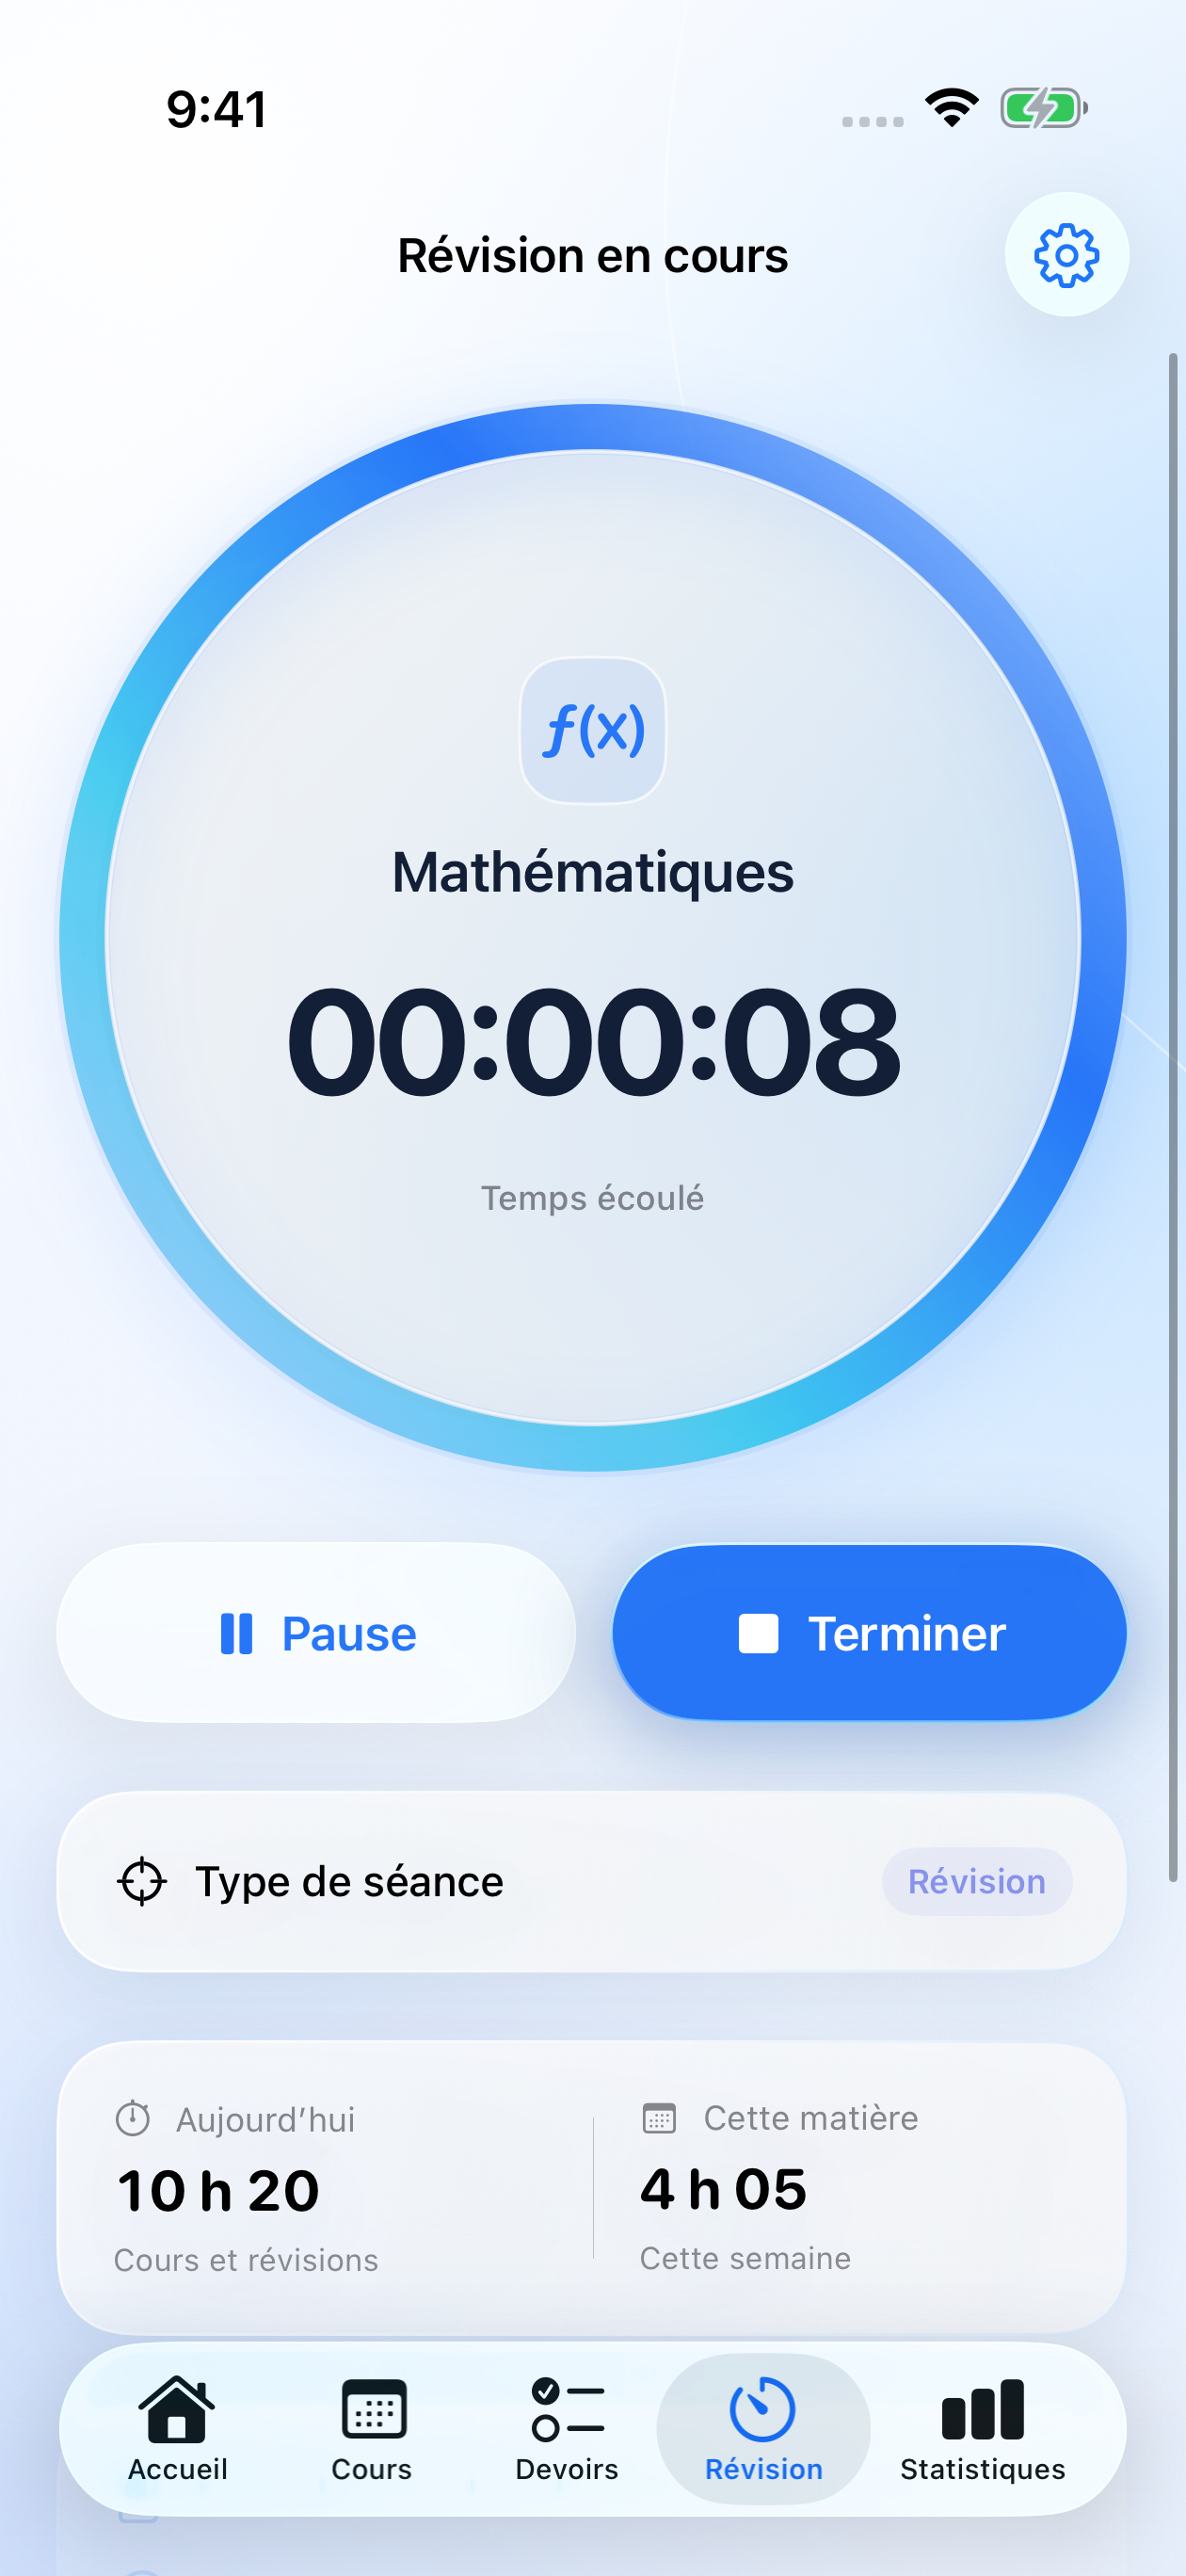 9:41
Révision en cours
ƒ(x)
Mathématiques
00:00:08
Temps écoulé
Pause
Terminer
Type de séance
Révision
Aujourd’hui
10 h 20
Cours et révisions
Cette matière
4 h 05
Cette semaine
Accueil
Cours
Devoirs
Révision
Statistiques